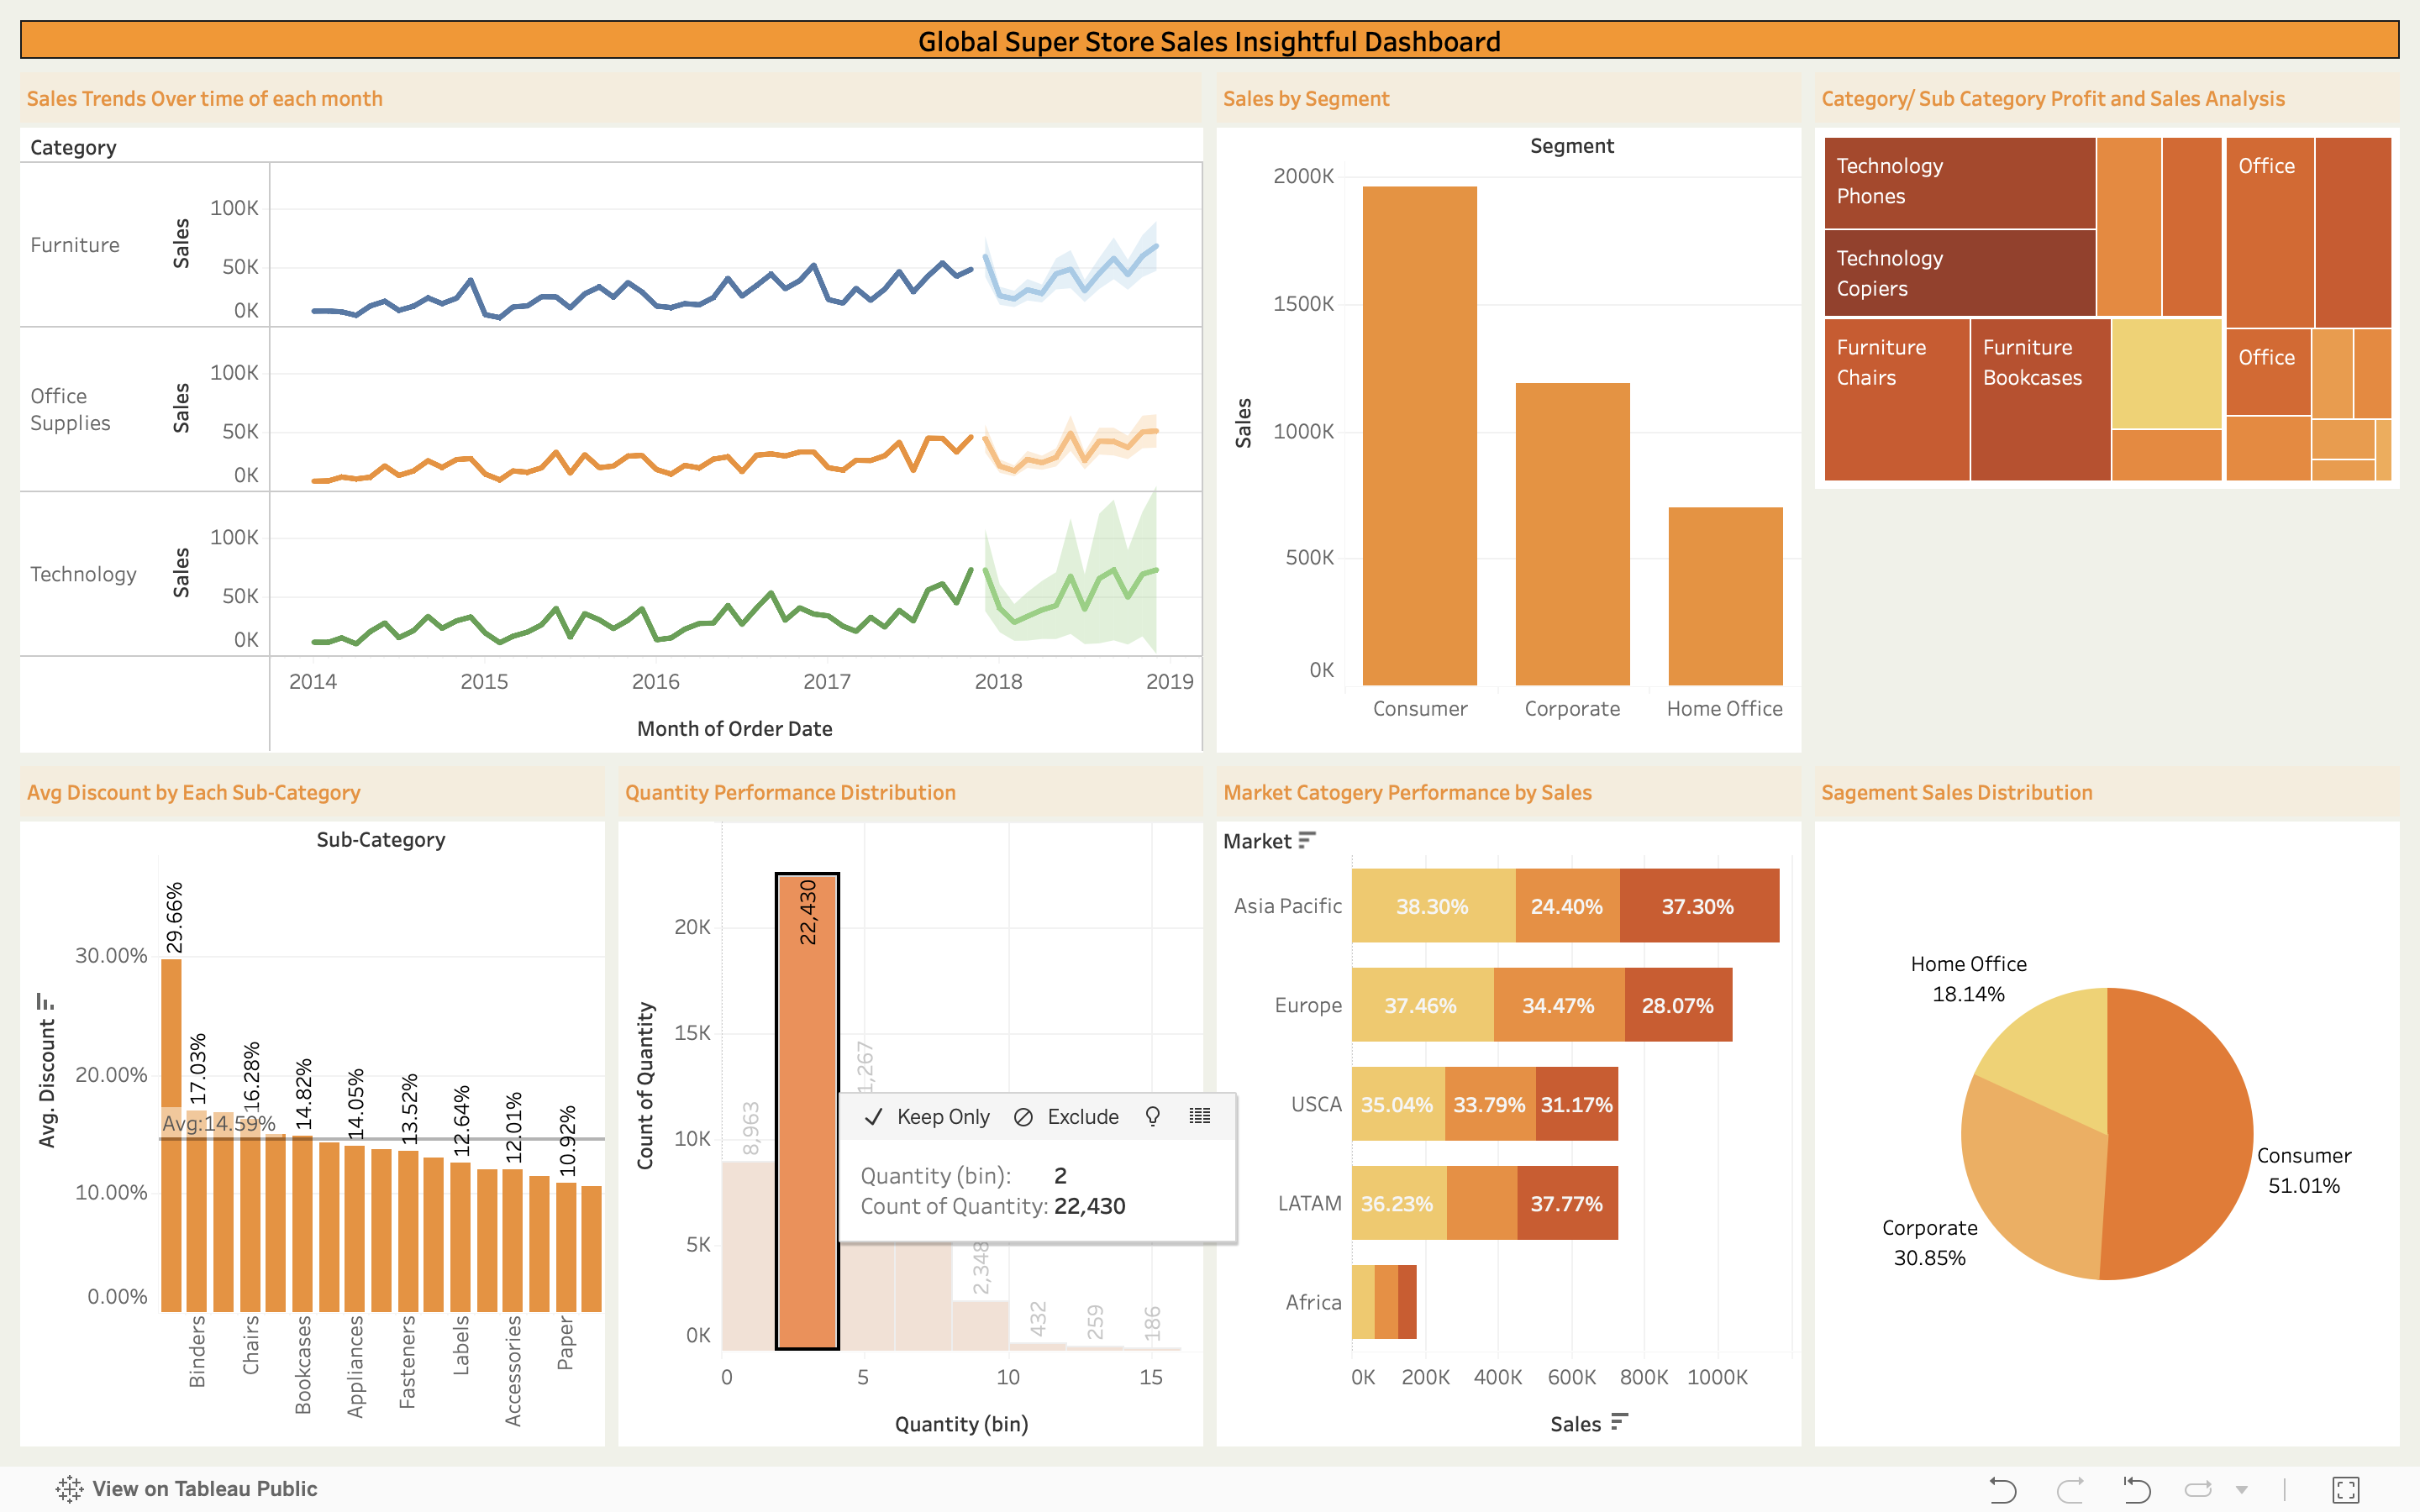 Global Super Store Sales Insightful Dashboard
Sales Trends Over time of each month
Category
Furniture
Sales
100K
50K
0K
Office
Supplies
Sales
100K
50K
0K
Technology
Sales
100K
50K
0K
2014
2015
2016
2017
2018
2019
Month of Order Date
Sales by Segment
Segment
Sales
2000K
1500K
1000K
500K
0K
Consumer
Corporate
Home Office
Category/ Sub Category Profit and Sales Analysis
Technology
Phones
Technology
Copiers
Furniture
Chairs
Furniture
Bookcases
Office
Office
Avg Discount by Each Sub-Category
Sub-Category
Avg. Discount
30.00%
20.00%
10.00%
0.00%
29.66%
17.03%
16.28%
14.82%
14.05%
13.52%
12.64%
12.01%
10.92%
Avg:14.59%
Binders
Chairs
Bookcases
Appliances
Fasteners
Labels
Accessories
Paper
Quantity Performance Distribution
Count of Quantity
20K
15K
10K
5K
0K
8,963
22,430
1,267
2,348
432
259
186
Keep Only
Exclude
Quantity (bin): 2
Count of Quantity: 22,430
0
5
10
15
Quantity (bin)
Market Catogery Performance by Sales
Market
Asia Pacific
38.30%
24.40%
37.30%
Europe
37.46%
34.47%
28.07%
USCA
35.04%
33.79%
31.17%
LATAM
36.23%
37.77%
Africa
0K
200K
400K
600K
800K
1000K
Sales
Sagement Sales Distribution
Home Office
18.14%
Consumer
51.01%
Corporate
30.85%
View on Tableau Public